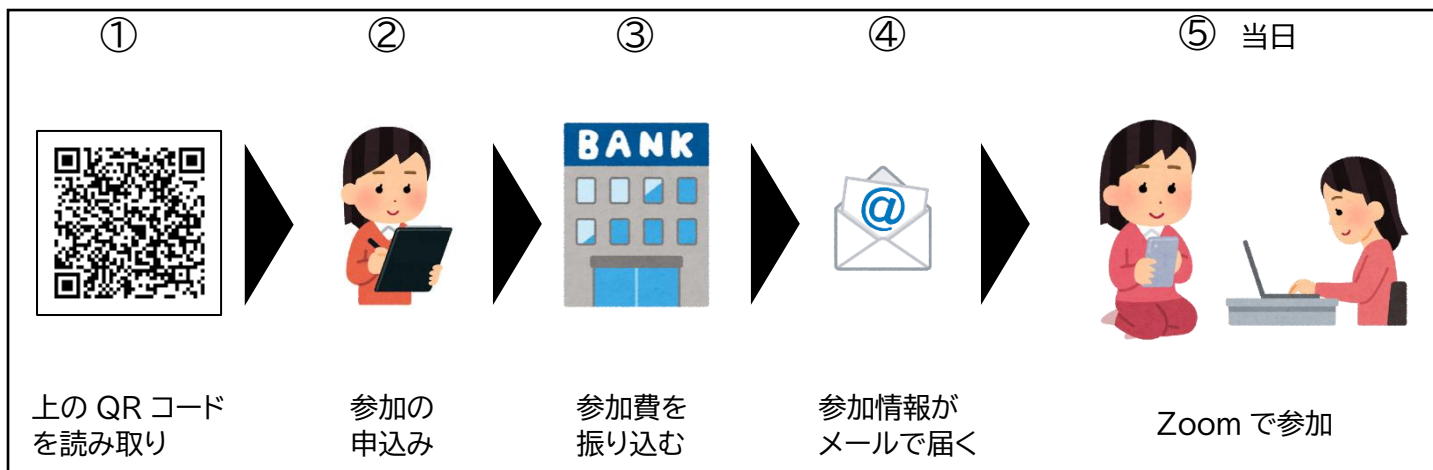 ①
②
③
④
⑤ 当日
BANK
@
上の QR コード
を読み取り
参加の
申込み
参加費を
振り込む
参加情報が
メールで届く
Zoom で参加